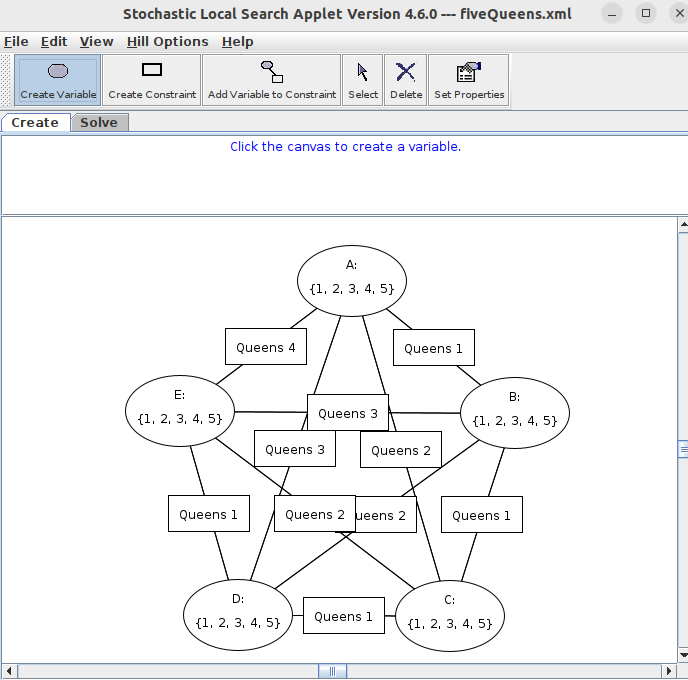 Stochastic Local Search Applet Version 4.6.0 --- fiveQueens.xml
File Edit View Hill Options Help
Create Variable Create Constraint Add Variable to Constraint Select Delete Set Properties
Create Solve
Click the canvas to create a variable.
A:
{1, 2, 3, 4, 5}
Queens 4 Queens 1
E: B:
{1, 2, 3, 4, 5} Queens 3 {1, 2, 3, 4, 5}
Queens 3 Queens 2
Queens 1 Queens 2 ueens 2 Queens 1
D: C:
{1, 2, 3, 4, 5} Queens 1 {1, 2, 3, 4, 5}